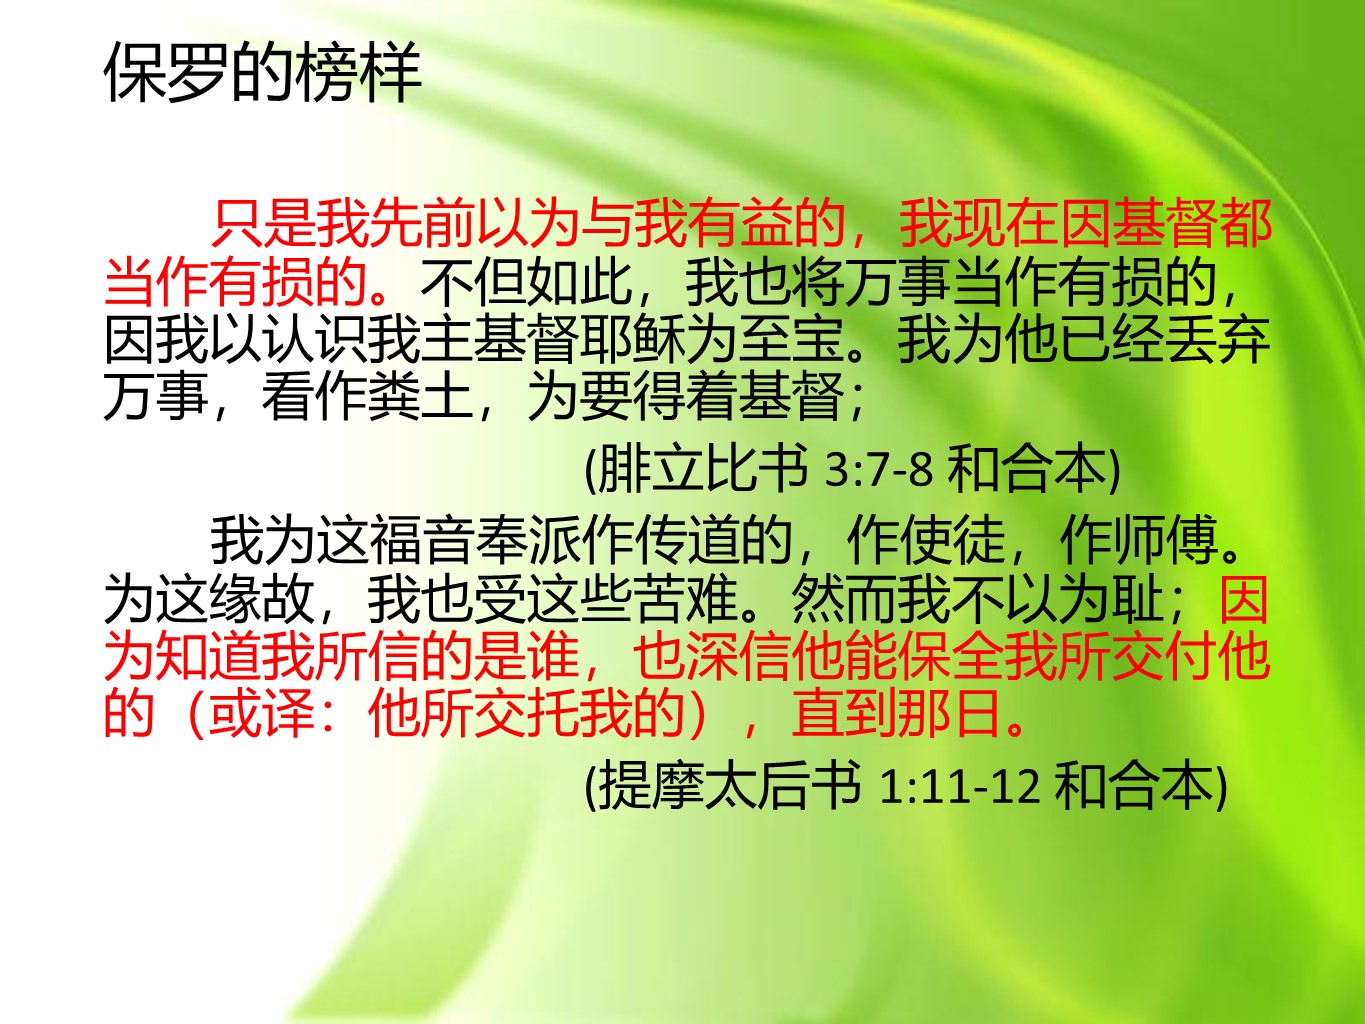 保罗的榜样
只是我先前以为与我有益的，我现在因基督都
当作有损的。不但如此，我也将万事当作有损的，
因我以认识我主基督耶稣为至宝。我为他已经丢弃
万事，看作粪土，为要得着基督；
(腓立比书 3:7-8 和合本)
我为这福音奉派作传道的，作使徒，作师傅。
为这缘故，我也受这些苦难。然而我不以为耻；因
为知道我所信的是谁，也深信他能保全我所交付他
的（或译：他所交托我的），直到那日。
(提摩太后书 1:11-12 和合本)